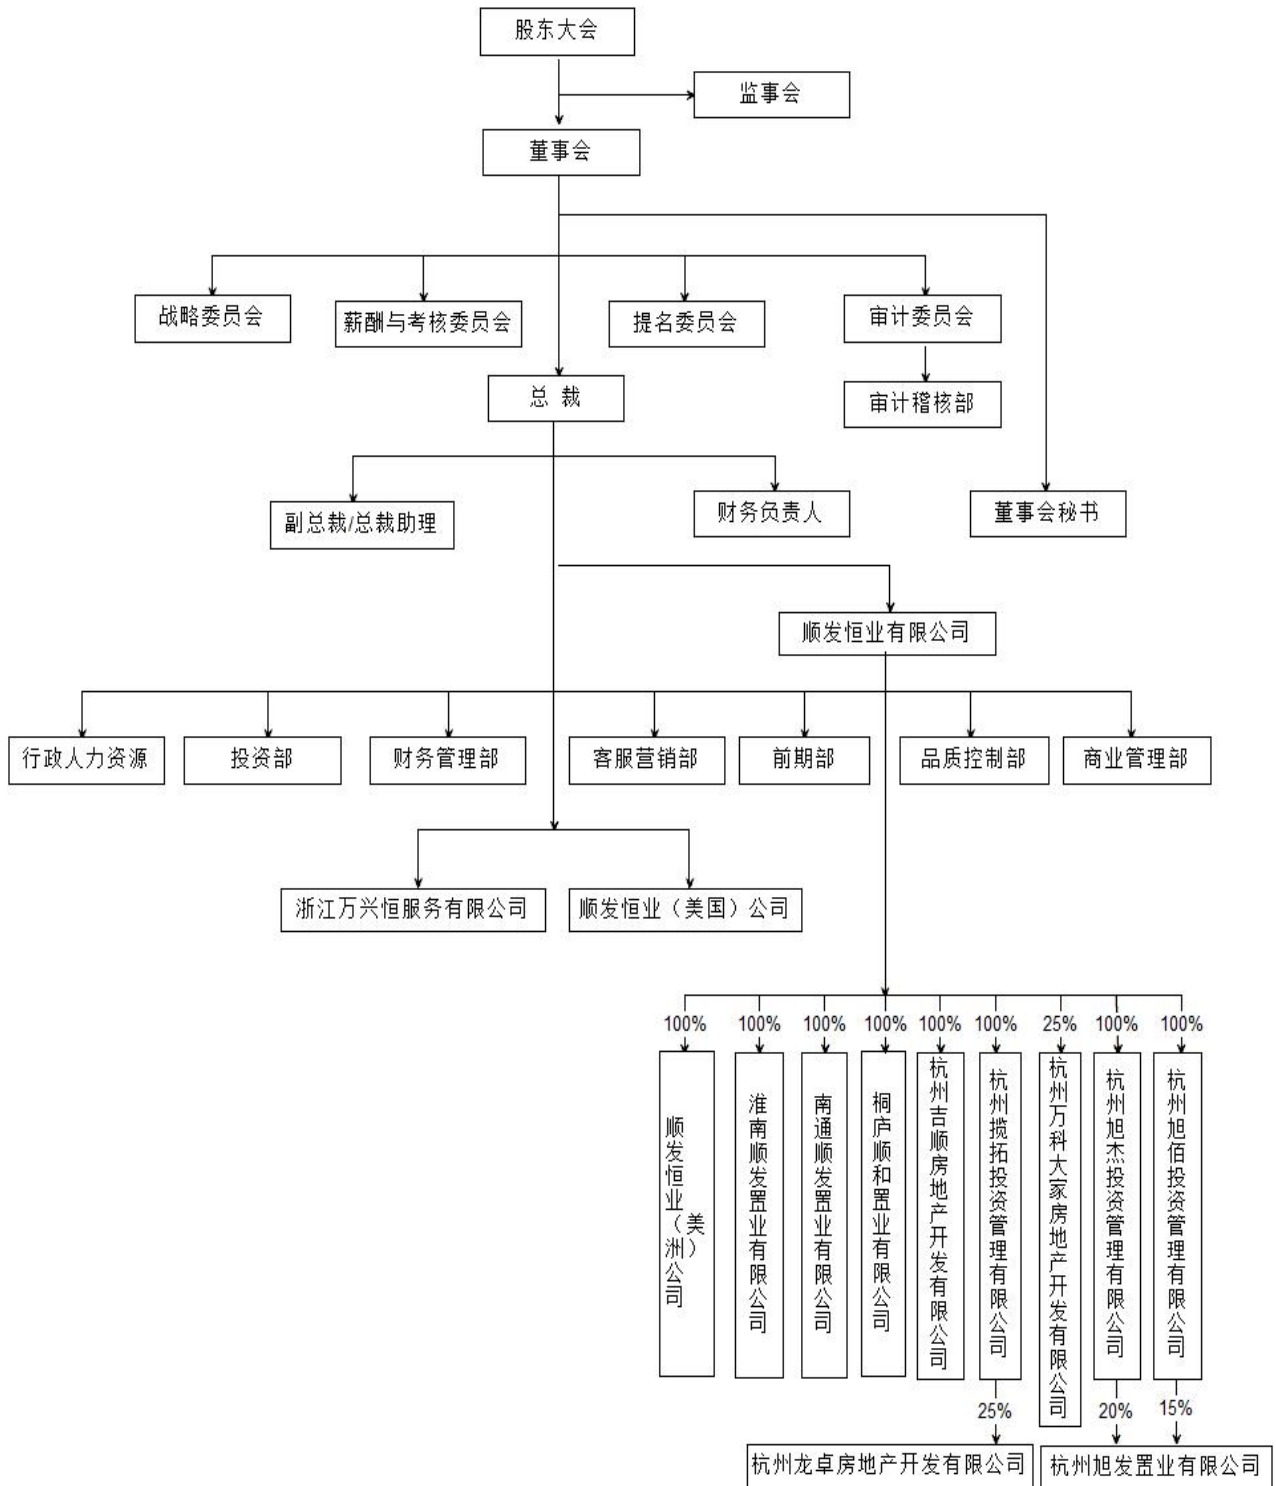 股东大会
监事会
董事会
战略委员会
薪酬与考核委员会
提名委员会
审计委员会
总 裁
审计稽核部
副总裁/总裁助理
财务负责人
董事会秘书
顺发恒业有限公司
行政人力资源
投资部
财务管理部
客服营销部
前期部
品质控制部
商业管理部
浙江万兴恒服务有限公司
顺发恒业（美国）公司
100%
100%
100%
100%
100%
100%
25%
100%
100%
顺发恒业（美洲）公司
淮南顺发置业有限公司
南通顺发置业有限公司
桐庐顺和置业有限公司
杭州吉顺房地产开发有限公司
杭州揽拓投资管理有限公司
杭州万科大家房地产开发有限公司
杭州旭杰投资管理有限公司
杭州旭佰投资管理有限公司
25%
20%
15%
杭州龙卓房地产开发有限公司
杭州旭发置业有限公司